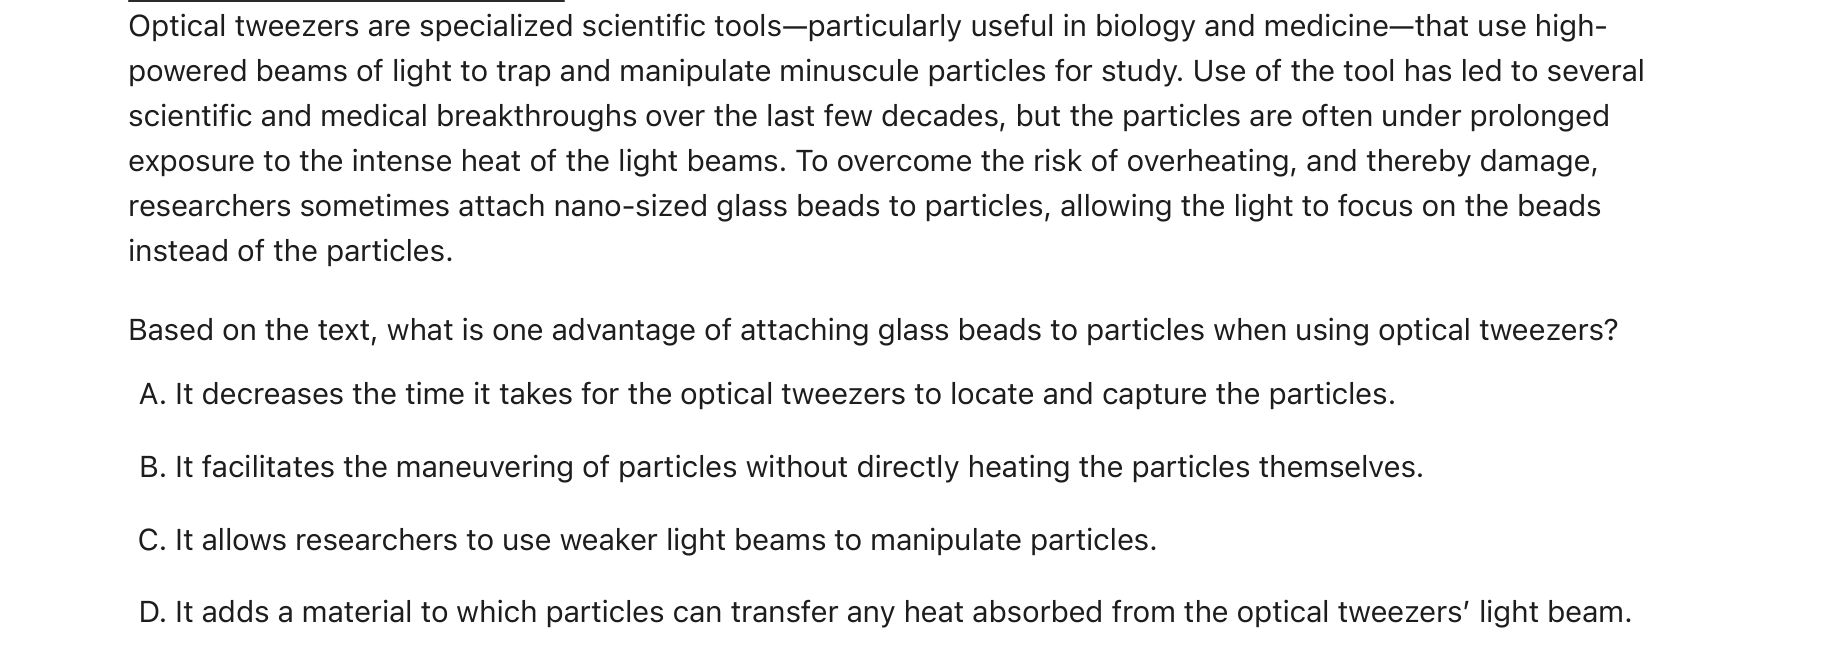 Optical tweezers are specialized scientific tools—particularly useful in biology and medicine—that use high-
powered beams of light to trap and manipulate minuscule particles for study. Use of the tool has led to several
scientific and medical breakthroughs over the last few decades, but the particles are often under prolonged
exposure to the intense heat of the light beams. To overcome the risk of overheating, and thereby damage,
researchers sometimes attach nano-sized glass beads to particles, allowing the light to focus on the beads
instead of the particles.
Based on the text, what is one advantage of attaching glass beads to particles when using optical tweezers?
A. It decreases the time it takes for the optical tweezers to locate and capture the particles.
B. It facilitates the maneuvering of particles without directly heating the particles themselves.
C. It allows researchers to use weaker light beams to manipulate particles.
D. It adds a material to which particles can transfer any heat absorbed from the optical tweezers’ light beam.